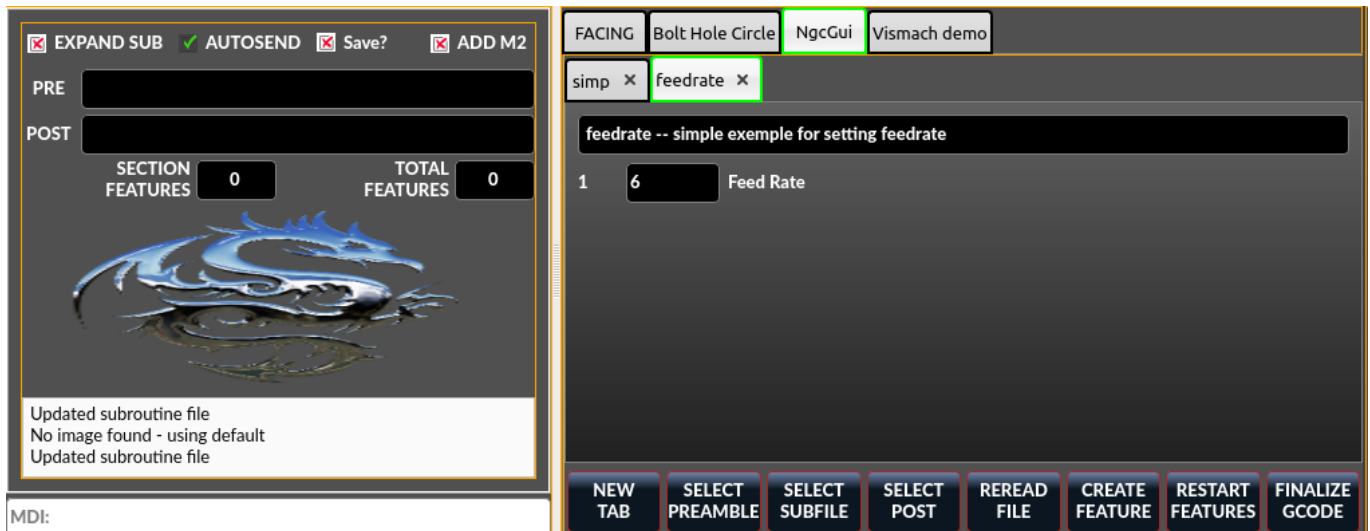 EXPAND SUB AUTOSEND Save? ADD M2
PRE
POST
SECTION FEATURES 0 TOTAL FEATURES 0
Updated subroutine file
No image found - using default
Updated subroutine file
MDI:
FACING Bolt Hole Circle NgcGui Vismach demo
simp × feedrate ×
feedrate -- simple exemple for setting feedrate
1 6 Feed Rate
NEW TAB SELECT PREAMBLE SELECT SUBFILE SELECT POST REREAD FILE CREATE FEATURE RESTART FEATURES FINALIZE GCODE